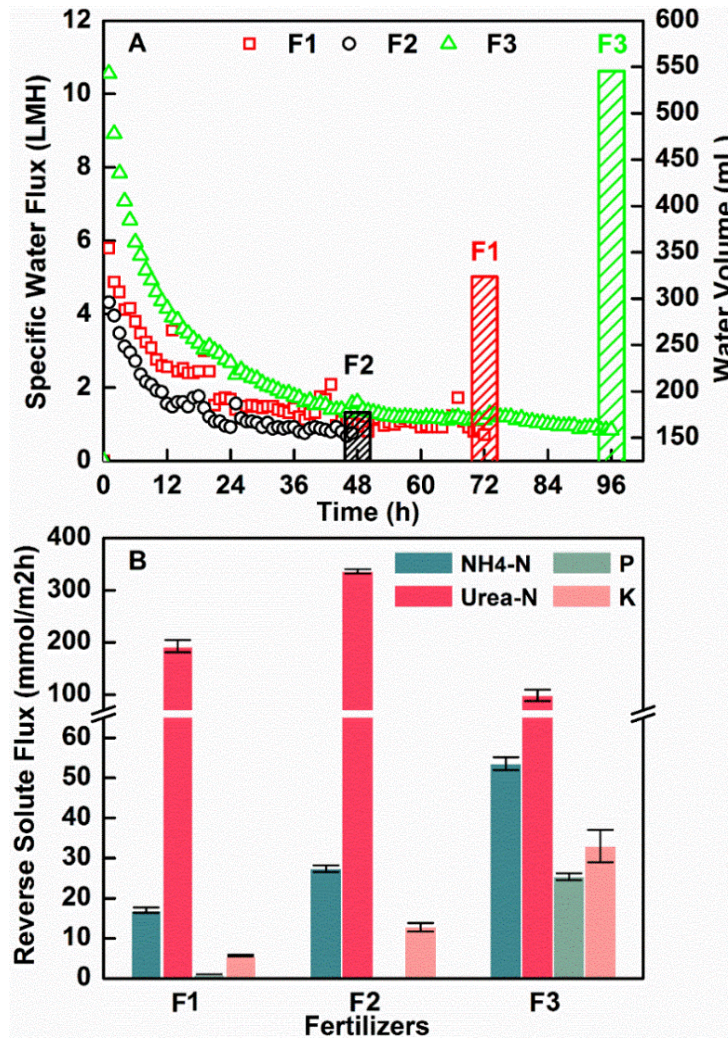 A F1 F2 F3 F3
12
10
8
6
4
2
0
Specific Water Flux (LMH)
600
550
500
450
400
350
300
250
200
150
Water Volume (mL)
F1
F2
0 12 24 36 48 60 72 84 96
Time (h)
B
NH4-N P
Urea-N K
400
300
200
100
60
50
40
30
20
10
0
Reverse Solute Flux (mmol/m2h)
F1 F2 F3
Fertilizers